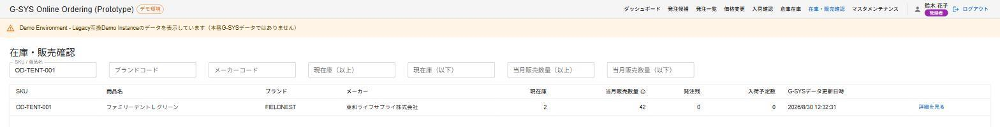 G-SYS Online Ordering (Prototype) デモ環境 ダッシュボード 発注候補 発注一覧 価格変更 入荷確認 倉庫在庫 在庫・販売確認 マスタメンテナンス 鈴木 花子 管理者 ログアウト
Demo Environment - Legacy互換Demo Instanceのデータを表示しています（本番G-SYSデータではありません）
在庫・販売確認
SKU / 商品名
OD-TENT-001 ブランドコード メーカーコード 現在庫（以上） 現在庫（以下） 当月販売数量（以上） 当月販売数量（以下）
SKU 商品名 ブランド メーカー 現在庫 当月販売数量 発注残 入荷予定数 G-SYSデータ更新日時
OD-TENT-001 ファミリーテント L グリーン FIELDNEST 東和ライフサプライ株式会社 2 42 0 0 2026/8/30 12:32:31 詳細を見る